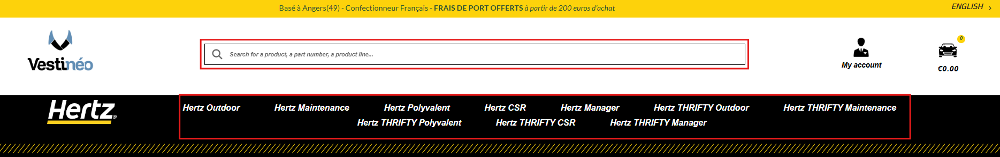 Basé à Angers(49) - Confectionneur Français - FRAIS DE PORT OFFERTS à partir de 200 euros d'achat
ENGLISH
Vestinéo
Search for a product, a part number, a product line...
My account
0
€0.00
Hertz®
Hertz Outdoor Hertz Maintenance Hertz Polyvalent Hertz CSR Hertz Manager Hertz THRIFTY Outdoor Hertz THRIFTY Maintenance
Hertz THRIFTY Polyvalent Hertz THRIFTY CSR Hertz THRIFTY Manager